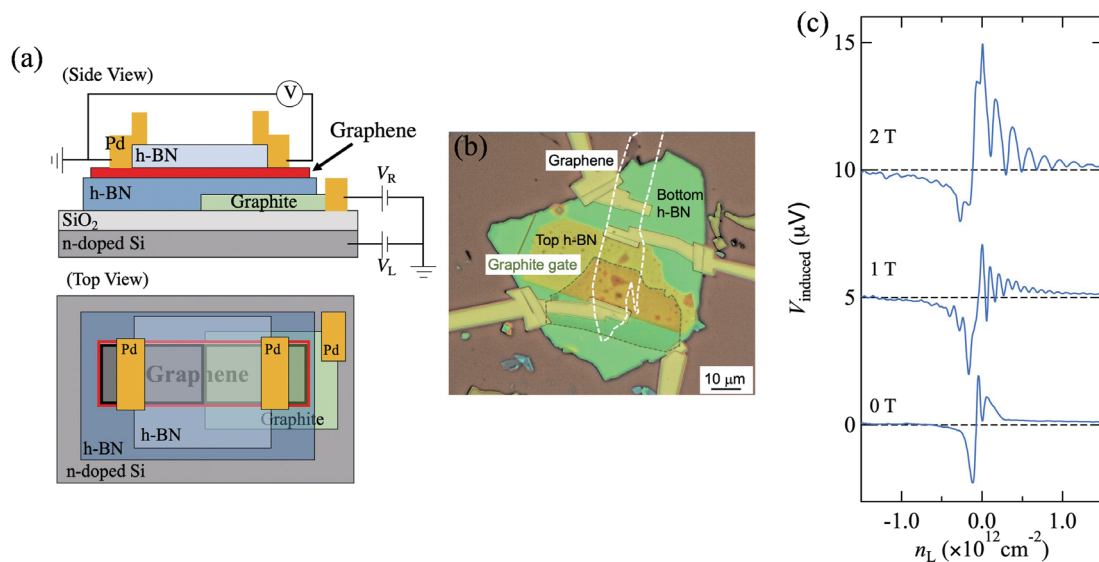 (a)
(Side View)
V
Graphene
Pd
h-BN
h-BN
Graphite
V_R
SiO₂
n-doped Si
V_L
(Top View)
Pd
Pd
Pd
Graphene
h-BN
Graphite
h-BN
n-doped Si
(b)
Graphene
Bottom
h-BN
Top h-BN
Graphite gate
10 μm
(c)
15
2 T
10
1 T
5
0 T
0
V_induced (μV)
-1.0 0.0 1.0
n_L (×10¹²cm⁻²)